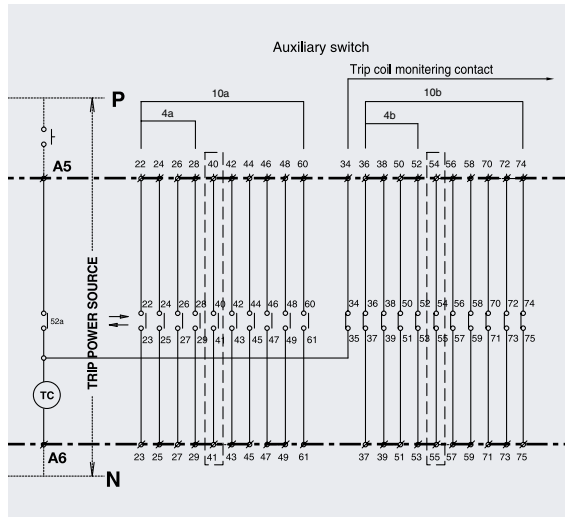 Auxiliary switch
Trip coil monitering contact
P 10a 10b
4a 4b
22 24 26 28 40 42 44 46 48 60 34 36 38 50 52 54 56 58 70 72 74
A5
TRIP POWER SOURCE
22 24 26 28 40 42 44 46 48 60 34 36 38 50 52 54 56 58 70 72 74
52a
23 25 27 29 41 43 45 47 49 61 35 37 39 51 53 55 57 59 71 73 75
TC
A6
23 25 27 29 41 43 45 47 49 61 37 39 51 53 55 57 59 71 73 75
N